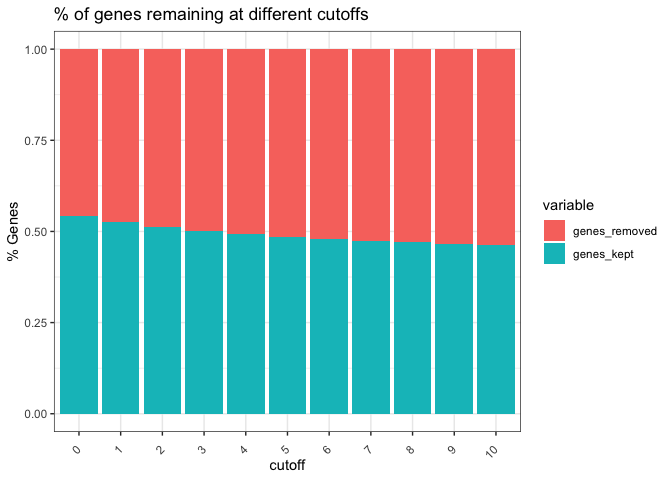 % of genes remaining at different cutoffs
1.00
0.75
0.50
0.25
0.00
% Genes
0
1
2
3
4
5
6
7
8
9
10
cutoff
variable
genes_removed
genes_kept